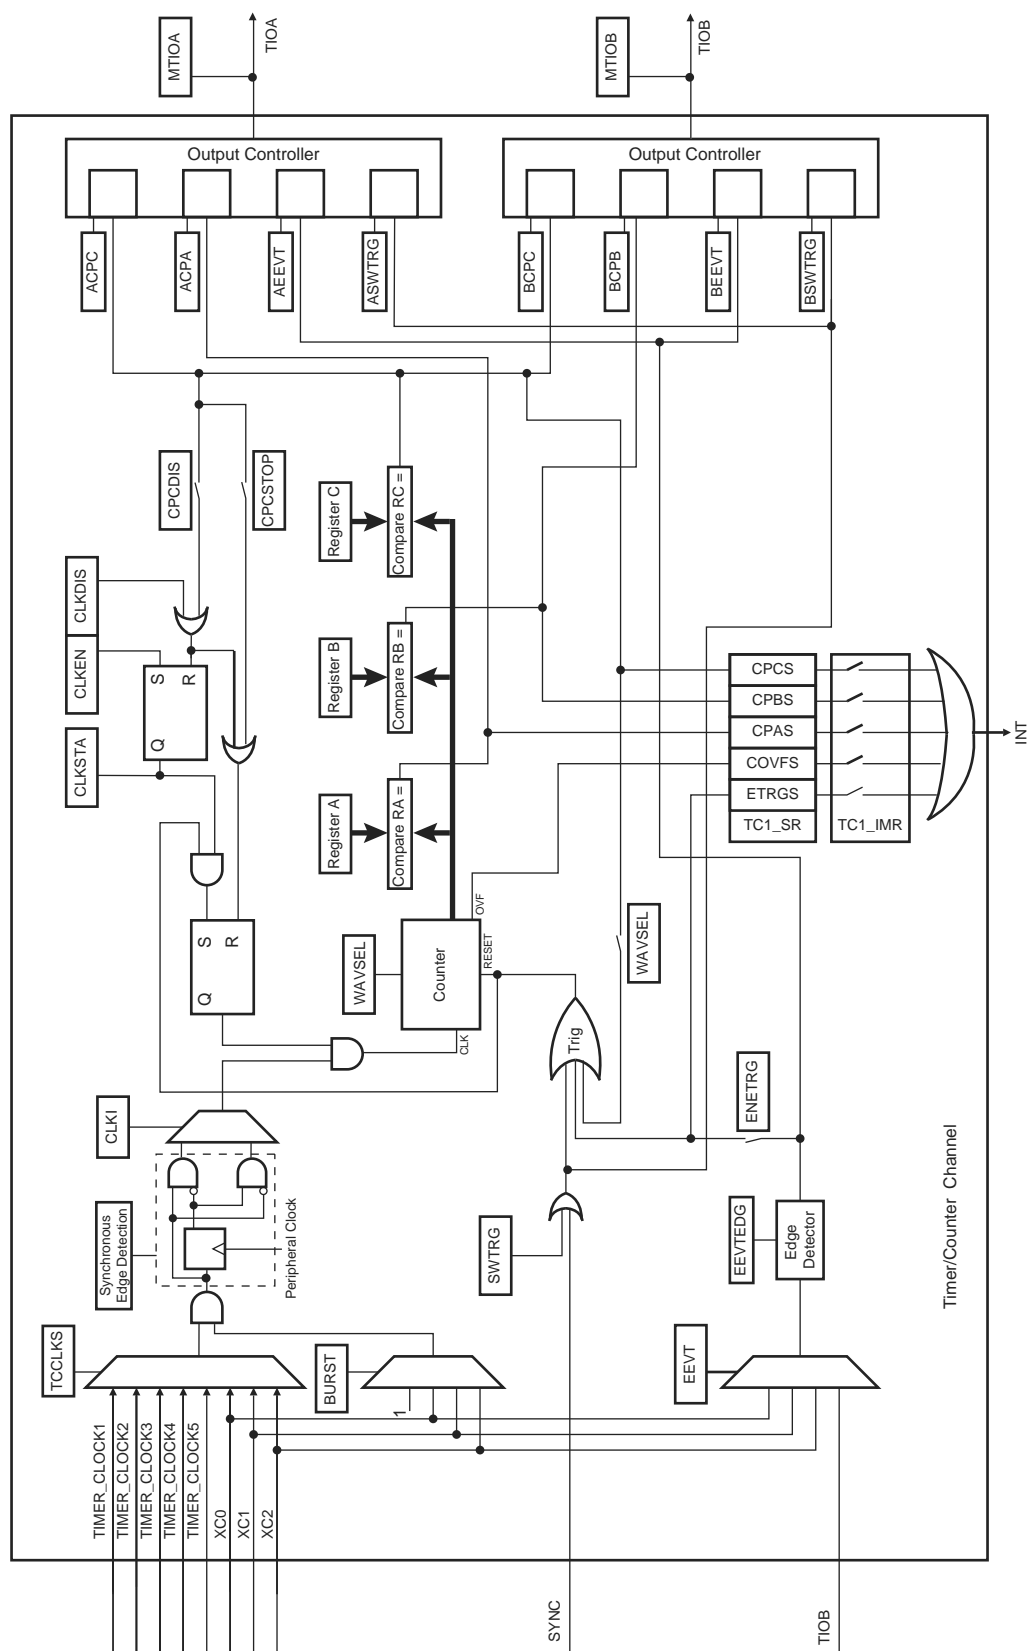 MTIOA
TIOA
MTIOB
TIOB
Output Controller
Output Controller
ACPC
ACPA
AEEVT
ASWTRG
BCPC
BCPB
BEEVT
BSWTRG
CPCDIS
CPCSTOP
Register C
Compare RC =
CLKDIS
CLKEN
CLKSTA
S
R
Q
Register B
Compare RB =
Register A
Compare RA =
CPCS
CPBS
CPAS
COVFS
ETRGS
TC1_SR
TC1_IMR
INT
S
R
Q
WAVSEL
Counter
OVF
RESET
CLK
WAVSEL
Trig
ENETRG
CLKI
Synchronous
Edge Detection
Peripheral Clock
SWTRG
EEVTEDG
Edge
Detector
Timer/Counter Channel
TCCLKS
BURST
1
EEVT
TIMER_CLOCK1
TIMER_CLOCK2
TIMER_CLOCK3
TIMER_CLOCK4
TIMER_CLOCK5
XC0
XC1
XC2
SYNC
TIOB